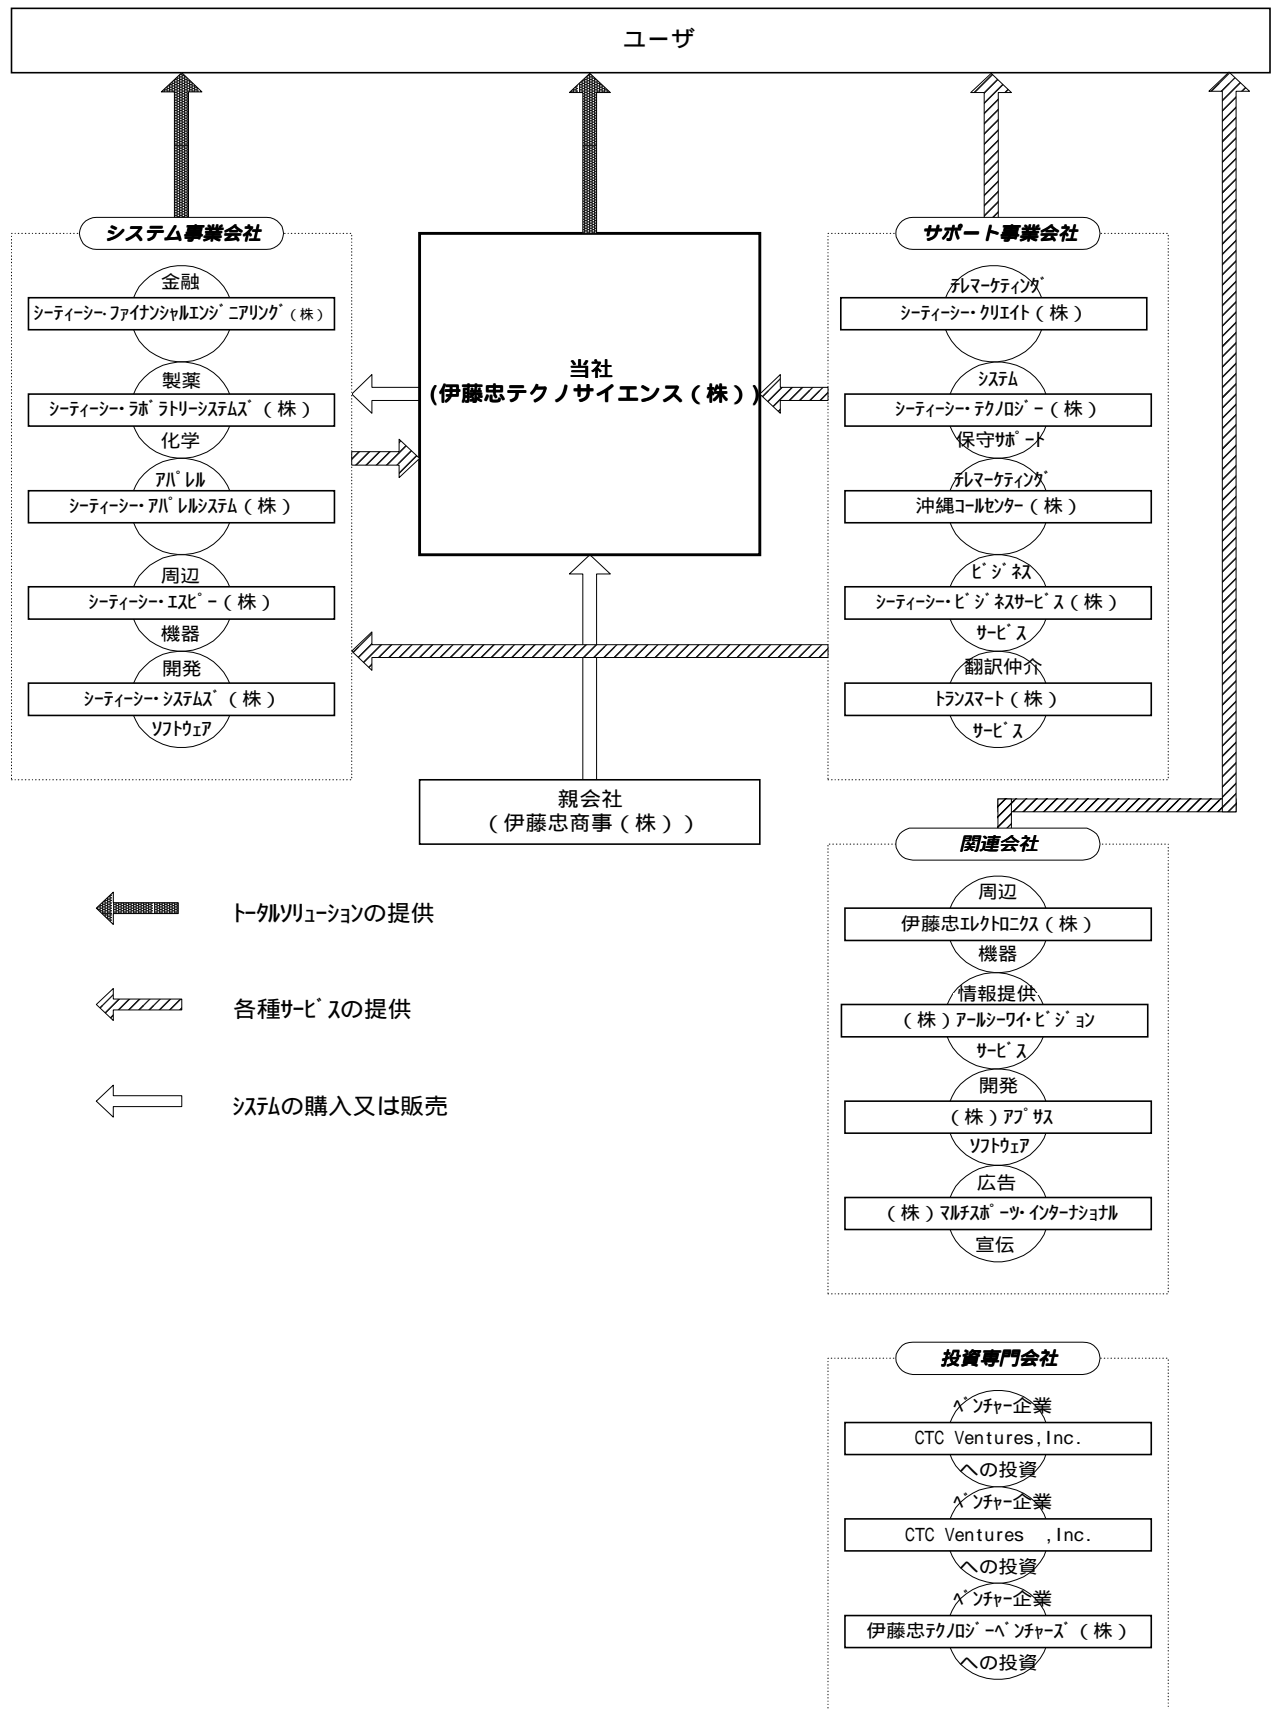 ユーザ
システム事業会社
金融
シーティーシー・ファイナンシャルエンジニアリング（株）
製薬
シーティーシー・ラボラトリーシステムズ（株）
化学
アパレル
シーティーシー・アパレルシステム（株）
周辺
シーティーシー・エスピー（株）
機器
開発
シーティーシー・システムズ（株）
ソフトウェア
当社
(伊藤忠テクノサイエンス（株）)
親会社
（伊藤忠商事（株））
サポート事業会社
テレマーケティング
シーティーシー・クリエイト（株）
システム
シーティーシー・テクノロジー（株）
保守サポート
テレマーケティング
沖縄コールセンター（株）
ビジネス
シーティーシー・ビジネスサービス（株）
サービス
翻訳仲介
トランスマート（株）
サービス
トータルソリューションの提供
各種サービスの提供
システムの購入又は販売
関連会社
周辺
伊藤忠エレクトロニクス（株）
機器
情報提供
（株）アールシーワイ・ビジョン
サービス
開発
（株）アプサス
ソフトウェア
広告
（株）マルチスポーツ・インターナショナル
宣伝
投資専門会社
ベンチャー企業
CTC Ventures,Inc.
への投資
ベンチャー企業
CTC Ventures ,Inc.
への投資
ベンチャー企業
伊藤忠テクノロジーベンチャーズ（株）
への投資